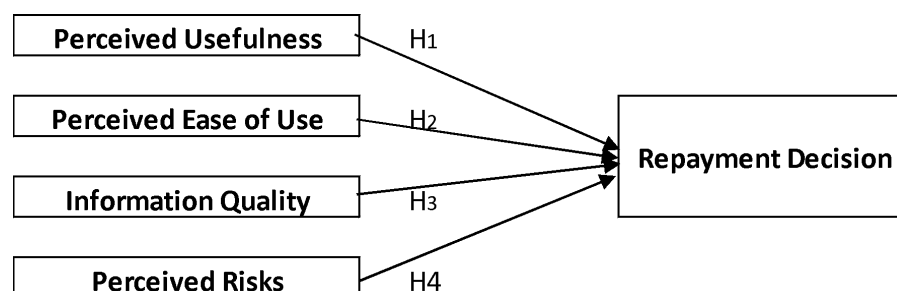 Perceived Usefulness
H1
Perceived Ease of Use
H2
Repayment Decision
Information Quality
H3
Perceived Risks
H4